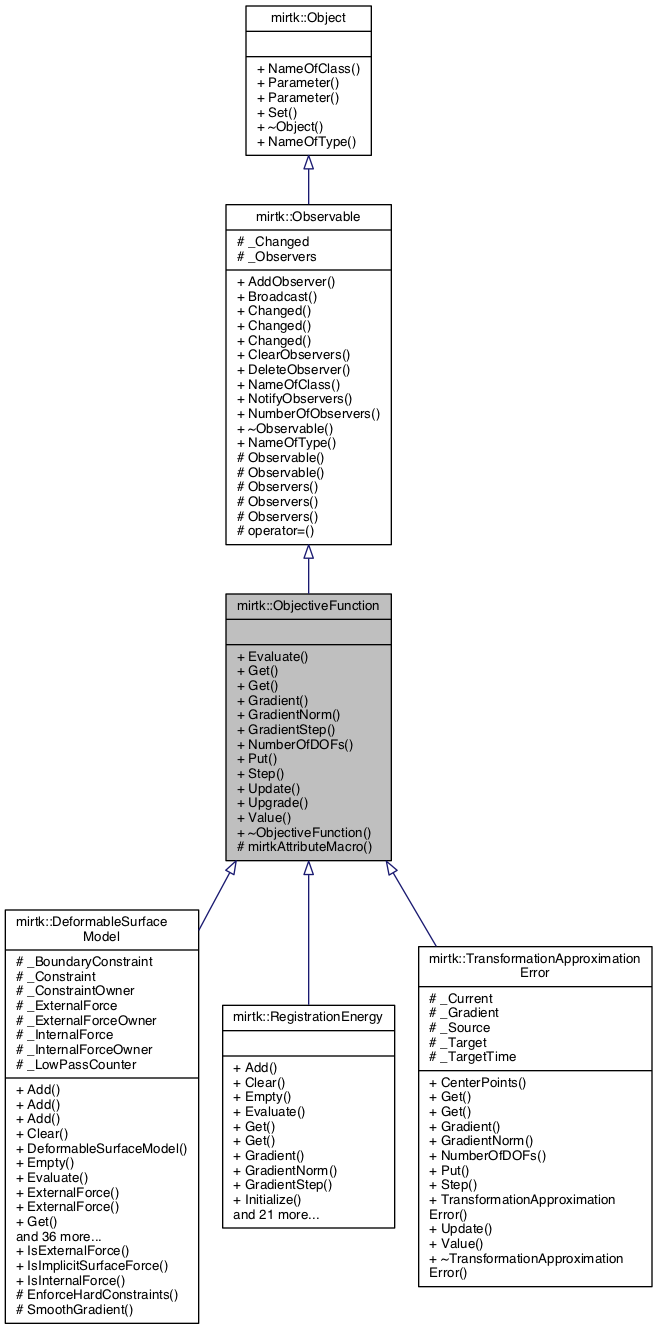 mirtk::Object
+ NameOfClass()
+ Parameter()
+ Parameter()
+ Set()
+ ~Object()
+ NameOfType()
mirtk::Observable
# _Changed
# _Observers
+ AddObserver()
+ Broadcast()
+ Changed()
+ Changed()
+ Changed()
+ ClearObservers()
+ DeleteObserver()
+ NameOfClass()
+ NotifyObservers()
+ NumberOfObservers()
+ ~Observable()
+ NameOfType()
# Observable()
# Observable()
# Observers()
# Observers()
# Observers()
# operator=()
mirtk::ObjectiveFunction
+ Evaluate()
+ Get()
+ Get()
+ Gradient()
+ GradientNorm()
+ GradientStep()
+ NumberOfDOFs()
+ Put()
+ Step()
+ Update()
+ Upgrade()
+ Value()
+ ~ObjectiveFunction()
# mirtkAttributeMacro()
mirtk::DeformableSurface
Model
# _BoundaryConstraint
# _Constraint
# _ConstraintOwner
# _ExternalForce
# _ExternalForceOwner
# _InternalForce
# _InternalForceOwner
# _LowPassCounter
+ Add()
+ Add()
+ Add()
+ Clear()
+ DeformableSurfaceModel()
+ Empty()
+ Evaluate()
+ ExternalForce()
+ ExternalForce()
+ Get()
and 36 more...
+ IsExternalForce()
+ IsImplicitSurfaceForce()
+ IsInternalForce()
# EnforceHardConstraints()
# SmoothGradient()
mirtk::RegistrationEnergy
+ Add()
+ Clear()
+ Empty()
+ Evaluate()
+ Get()
+ Get()
+ Gradient()
+ GradientNorm()
+ GradientStep()
+ Initialize()
and 21 more...
mirtk::TransformationApproximation
Error
# _Current
# _Gradient
# _Source
# _Target
# _TargetTime
+ CenterPoints()
+ Get()
+ Get()
+ Gradient()
+ GradientNorm()
+ NumberOfDOFs()
+ Put()
+ Step()
+ TransformationApproximation
Error()
+ Update()
+ Value()
+ ~TransformationApproximation
Error()